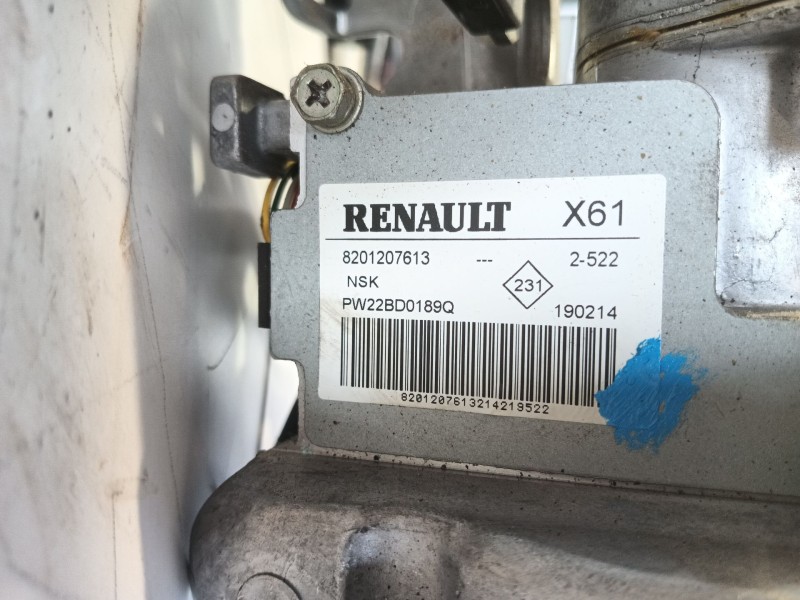 RENAULT X61
8201207613 --- 2-522
NSK
231
PW22BD0189Q 190214
8201207613214219522